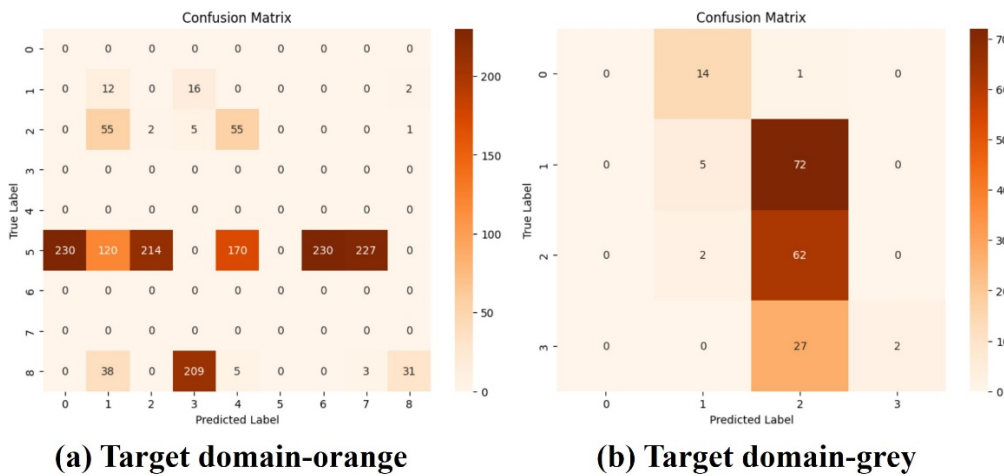 Confusion Matrix
0 0 0 0 0 0 0 0 0 0
1 0 12 0 16 0 0 0 0 2
2 0 55 2 5 55 0 0 0 1
3 0 0 0 0 0 0 0 0 0
4 0 0 0 0 0 0 0 0 0
5 230 120 214 0 170 0 230 227 0
6 0 0 0 0 0 0 0 0 0
7 0 0 0 0 0 0 0 0 0
8 0 38 0 209 5 0 0 3 31
0 1 2 3 4 5 6 7 8
True Label
Predicted Label
200
150
100
50
0
(a) Target domain-orange
Confusion Matrix
0 0 14 1 0
1 0 5 72 0
2 0 2 62 0
3 0 0 27 2
0 1 2 3
True Label
Predicted Label
70
60
50
40
30
20
10
0
(b) Target domain-grey